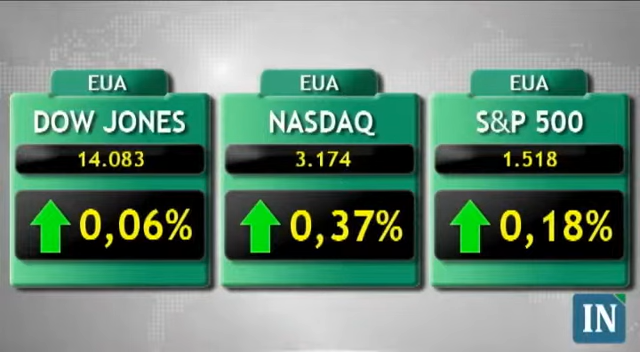 EUA
DOW JONES
14.083
0,06%
EUA
NASDAQ
3.174
0,37%
EUA
S&P 500
1.518
0,18%
IN